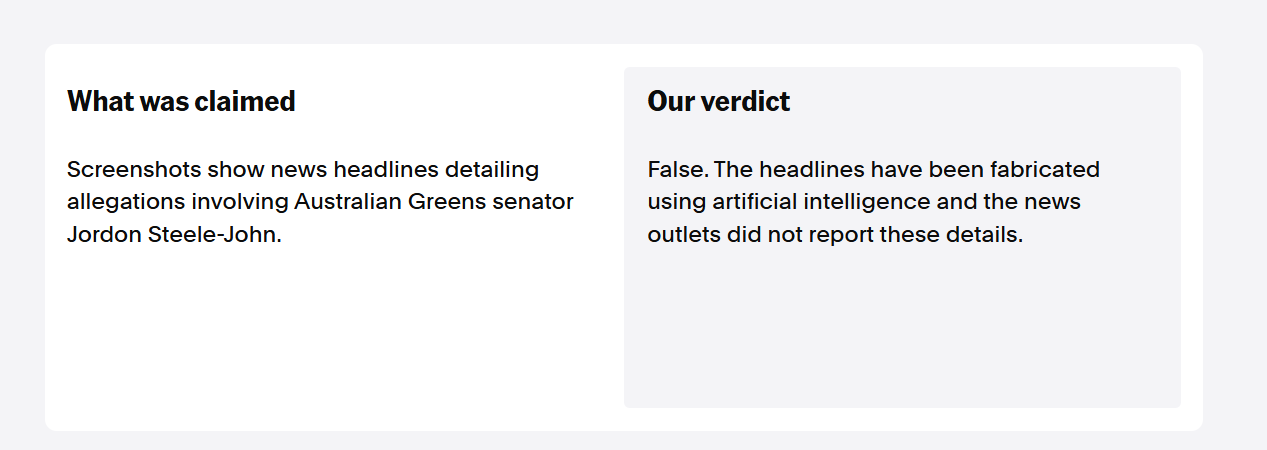 What was claimed
Screenshots show news headlines detailing
allegations involving Australian Greens senator
Jordon Steele-John.
Our verdict
False. The headlines have been fabricated
using artificial intelligence and the news
outlets did not report these details.